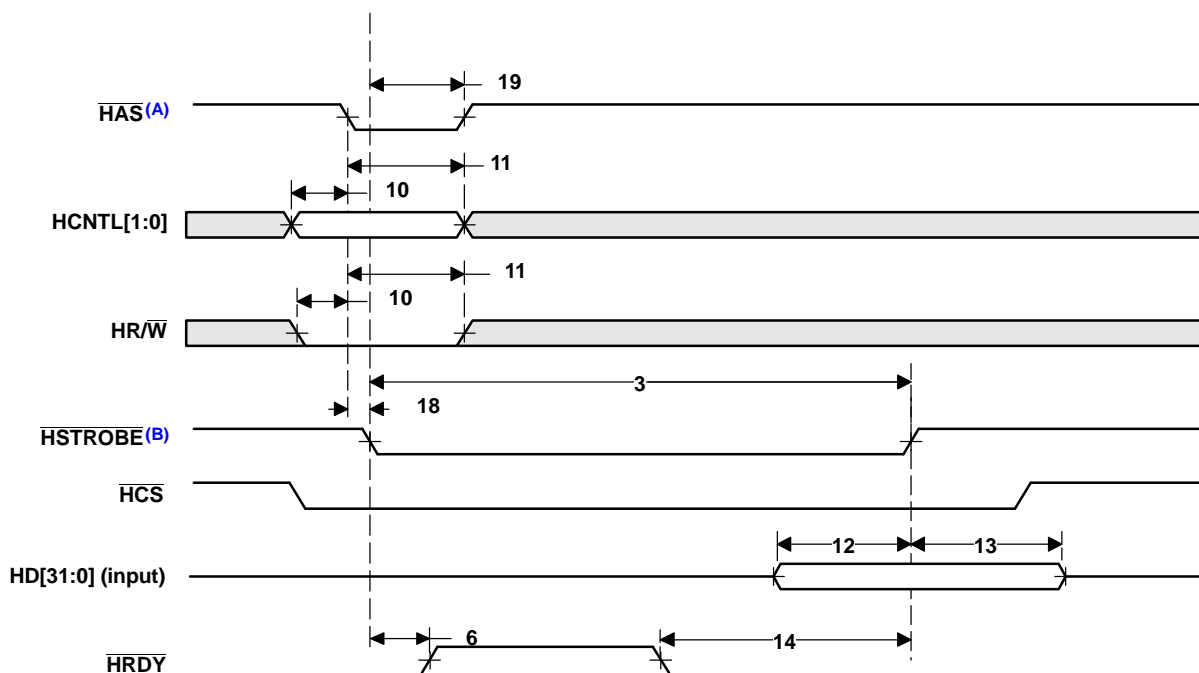 19
HAS(A)
11
10
HCNTL[1:0]
11
10
HR/W
3
18
HSTROBE(B)
HCS
12
13
HD[31:0] (input)
6
14
HRDY